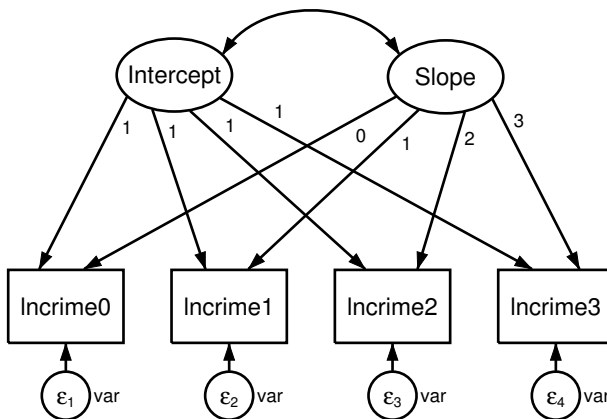 Intercept Slope
1 1 1 1 0 1 2 3
lncrime0 lncrime1 lncrime2 lncrime3
ε1 var ε2 var ε3 var ε4 var